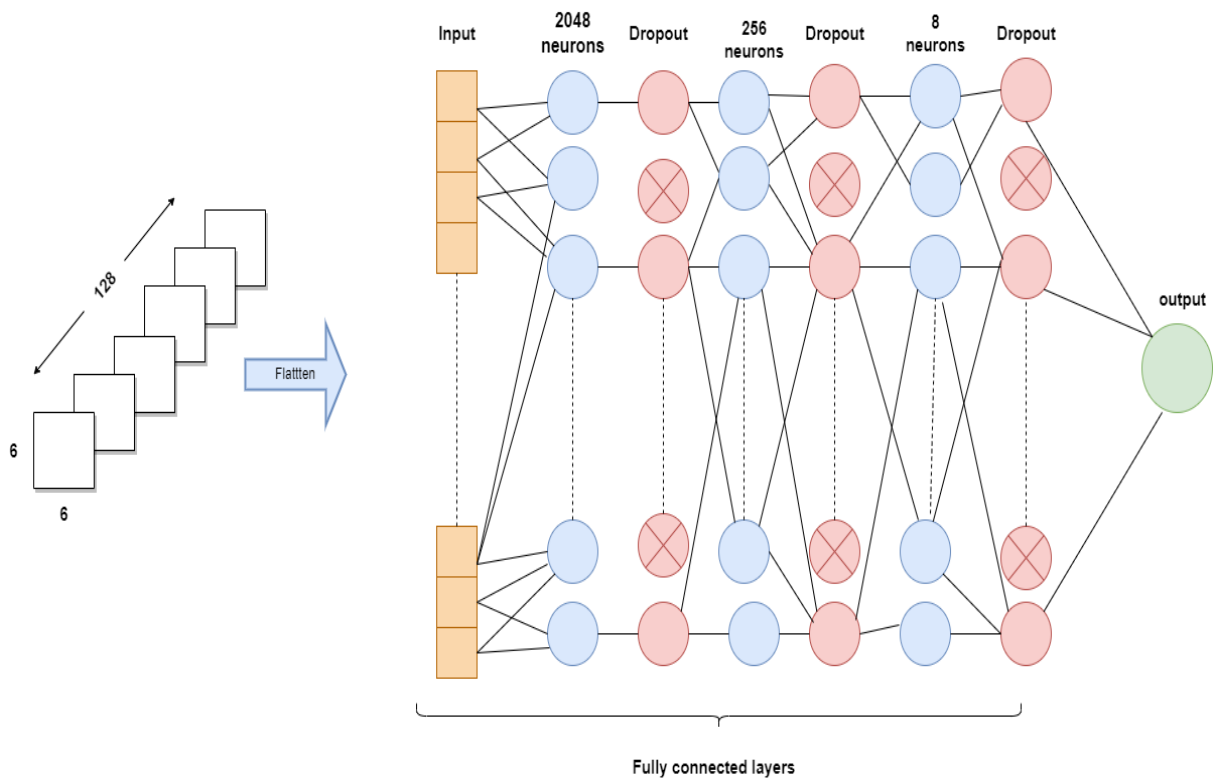 Input
2048
neurons
Dropout
256
neurons
Dropout
8
neurons
Dropout
128
Flattten
6
6
output
Fully connected layers